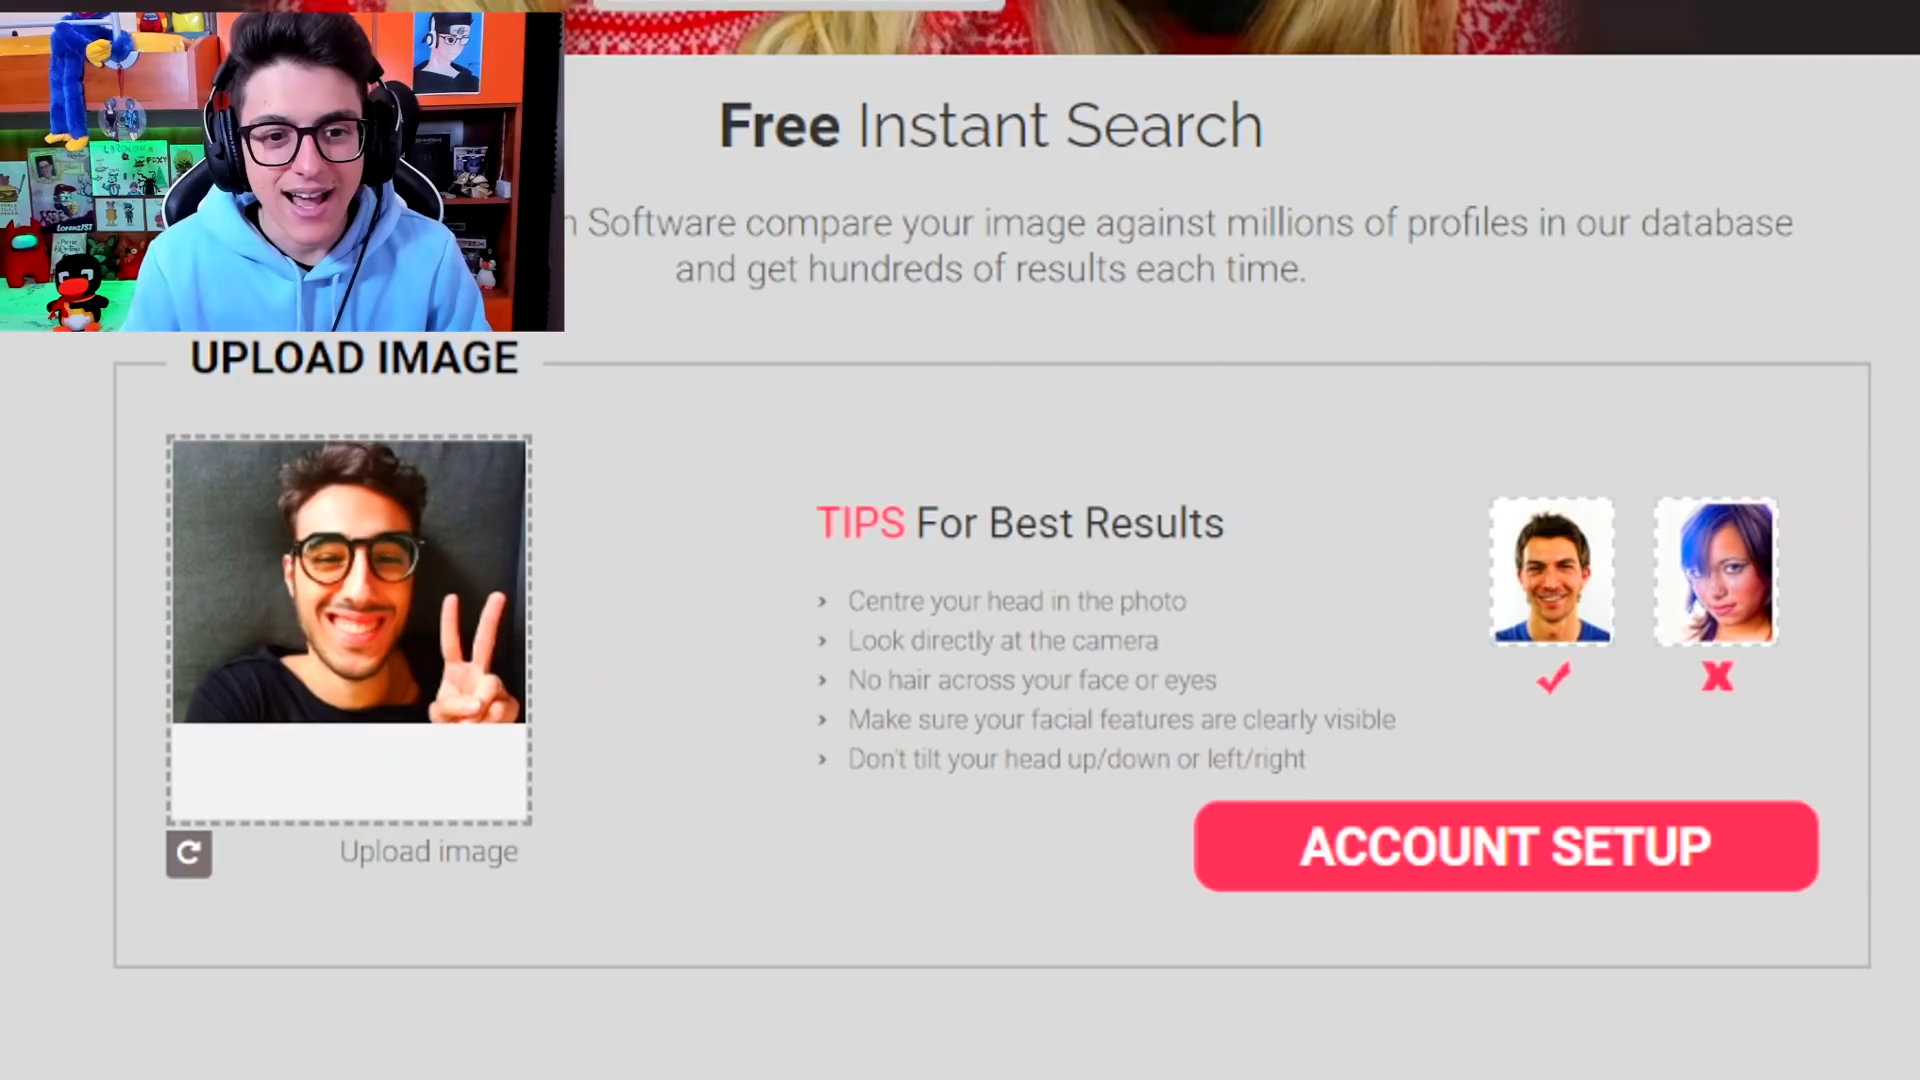 Free Instant Search
Software compare your image against millions of profiles in our database
and get hundreds of results each time.
UPLOAD IMAGE
TIPS For Best Results
Centre your head in the photo
Look directly at the camera
No hair across your face or eyes
Make sure your facial features are clearly visible
Don't tilt your head up/down or left/right
ACCOUNT SETUP
Upload image